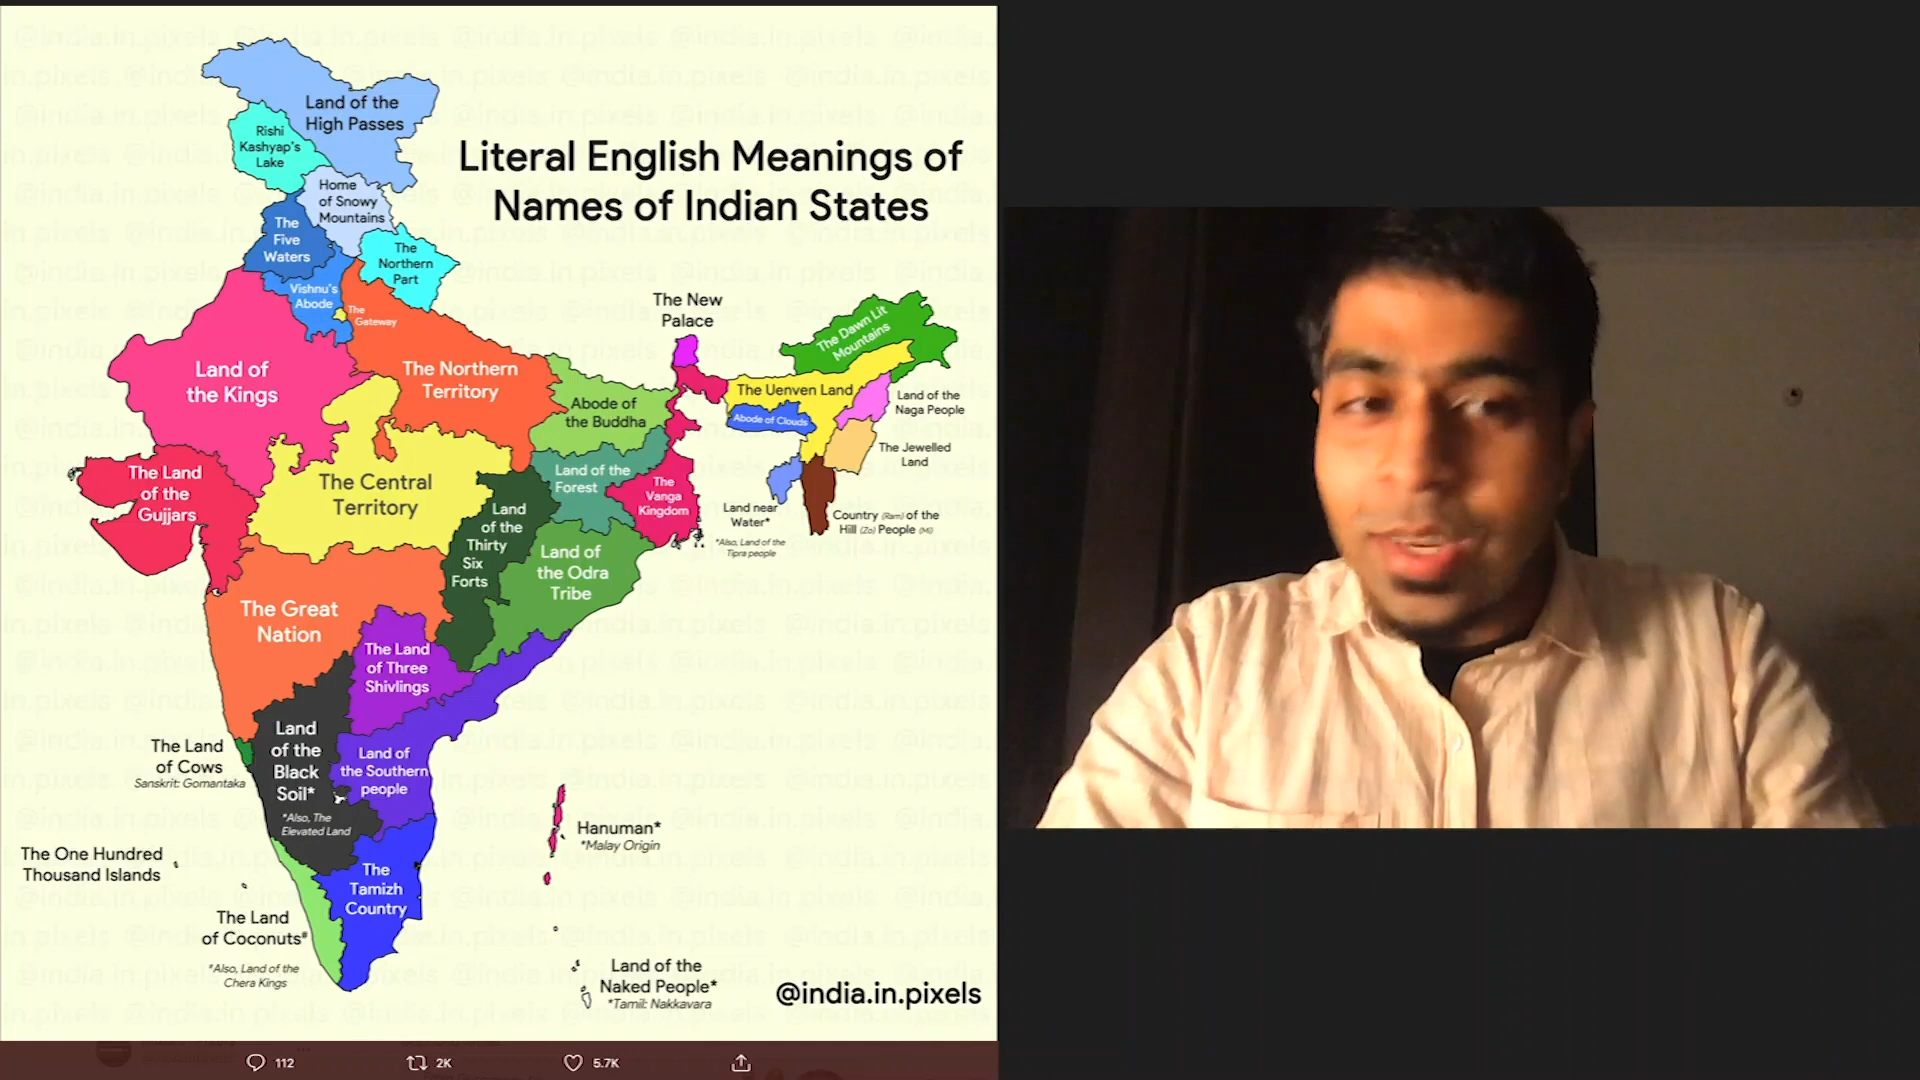 Literal English Meanings of
Names of Indian States
Land of the
High Passes
Rishi
Kashyap's
Lake
Home
of Snowy
Mountains
The
Five
Waters
The
Northern
Part
Vishnu's
Abode
The
Gateway
Land of
the Kings
The Northern
Territory
The New
Palace
The Dawn Lit
Mountains
The Uenven Land
Abode of Clouds
Land of the
Naga People
The Jewelled
Land
Abode of
the Buddha
The Land
of the
Gujjars
The Central
Territory
Land of the
Forest
The
Vanga
Kingdom
Land near
Water*
*Also, Land of the
Tipra people
Country (Ram) of the
Hill (Zo) People (Mi)
Land
of the
Thirty
Six
Forts
Land of
the Odra
Tribe
The Great
Nation
The Land
of Three
Shivlings
Land
of the
Black
Soil*
*Also, The
Elevated Land
Land of
the Southern
people
The Land
of Cows
Sanskrit: Gomantaka
Hanuman*
*Malay Origin
The One Hundred
Thousand Islands
The
Tamizh
Country
The Land
of Coconuts*
*Also, Land of the
Chera Kings
Land of the
Naked People*
*Tamil: Nakkavara
@india.in.pixels
112
2K
5.7K